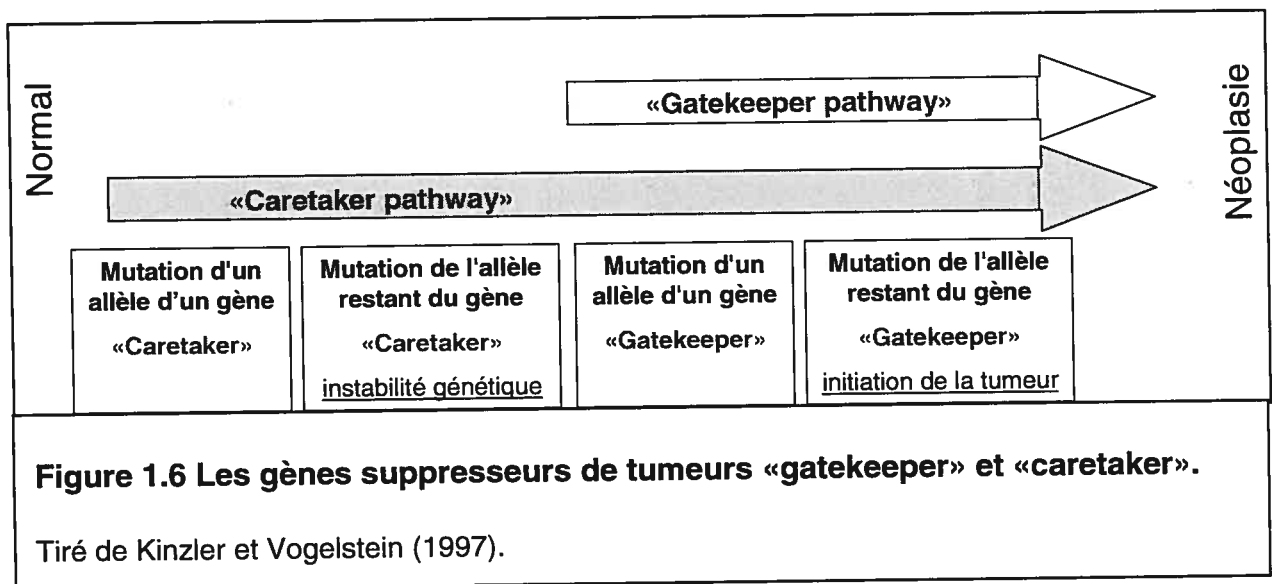 Normal
«Gatekeeper pathway»
«Caretaker pathway»
Néoplasie
Mutation d'un
allèle d'un gène
«Caretaker»
Mutation de l'allèle
restant du gène
«Caretaker»
instabilité génétique
Mutation d'un
allèle d'un gène
«Gatekeeper»
Mutation de l'allèle
restant du gène
«Gatekeeper»
initiation de la tumeur
Figure 1.6 Les gènes suppresseurs de tumeurs «gatekeeper» et «caretaker».
Tiré de Kinzler et Vogelstein (1997).